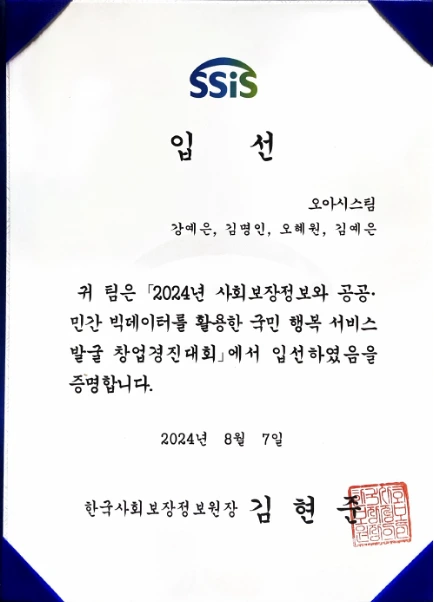 SSiS
입 선
오아시스팀
강예은, 김명인, 오혜원, 김예은
귀 팀은 「2024년 사회보장정보와 공공·
민간 빅데이터를 활용한 국민 행복 서비스
발굴 창업경진대회」에서 입선하였음을
증명합니다.
2024년 8월 7일
한국사회보장정보원장 김 현 준